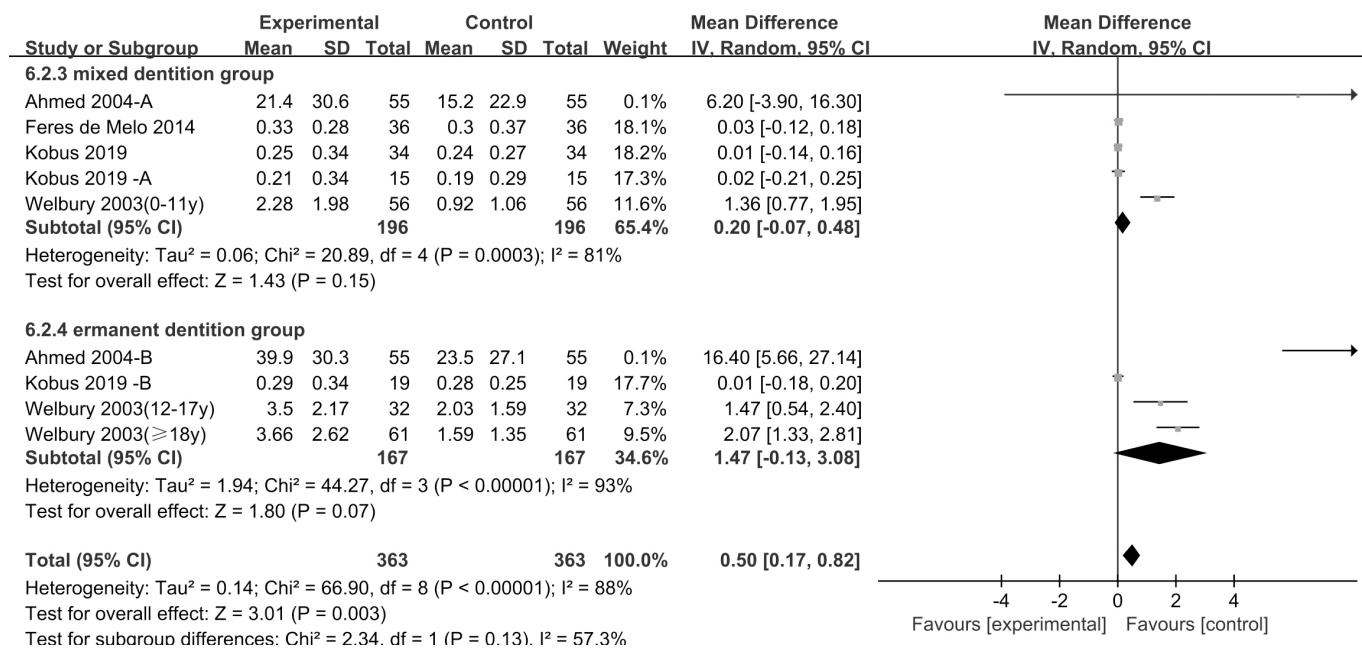 Experimental Control Mean Difference Mean Difference
Study or Subgroup Mean SD Total Mean SD Total Weight IV, Random, 95% CI IV, Random, 95% CI
6.2.3 mixed dentition group
Ahmed 2004-A 21.4 30.6 55 15.2 22.9 55 0.1% 6.20 [-3.90, 16.30]
Feres de Melo 2014 0.33 0.28 36 0.3 0.37 36 18.1% 0.03 [-0.12, 0.18]
Kobus 2019 0.25 0.34 34 0.24 0.27 34 18.2% 0.01 [-0.14, 0.16]
Kobus 2019 -A 0.21 0.34 15 0.19 0.29 15 17.3% 0.02 [-0.21, 0.25]
Welbury 2003(0-11y) 2.28 1.98 56 0.92 1.06 56 11.6% 1.36 [0.77, 1.95]
Subtotal (95% CI) 196 196 65.4% 0.20 [-0.07, 0.48]
Heterogeneity: Tau² = 0.06; Chi² = 20.89, df = 4 (P = 0.0003); I² = 81%
Test for overall effect: Z = 1.43 (P = 0.15)
6.2.4 ermanent dentition group
Ahmed 2004-B 39.9 30.3 55 23.5 27.1 55 0.1% 16.40 [5.66, 27.14]
Kobus 2019 -B 0.29 0.34 19 0.28 0.25 19 17.7% 0.01 [-0.18, 0.20]
Welbury 2003(12-17y) 3.5 2.17 32 2.03 1.59 32 7.3% 1.47 [0.54, 2.40]
Welbury 2003(≥18y) 3.66 2.62 61 1.59 1.35 61 9.5% 2.07 [1.33, 2.81]
Subtotal (95% CI) 167 167 34.6% 1.47 [-0.13, 3.08]
Heterogeneity: Tau² = 1.94; Chi² = 44.27, df = 3 (P < 0.00001); I² = 93%
Test for overall effect: Z = 1.80 (P = 0.07)
Total (95% CI) 363 363 100.0% 0.50 [0.17, 0.82]
Heterogeneity: Tau² = 0.14; Chi² = 66.90, df = 8 (P < 0.00001); I² = 88%
Test for overall effect: Z = 3.01 (P = 0.003)
Test for subgroup differences: Chi² = 2.34, df = 1 (P = 0.13), I² = 57.3%
-4 -2 0 2 4
Favours [experimental] Favours [control]